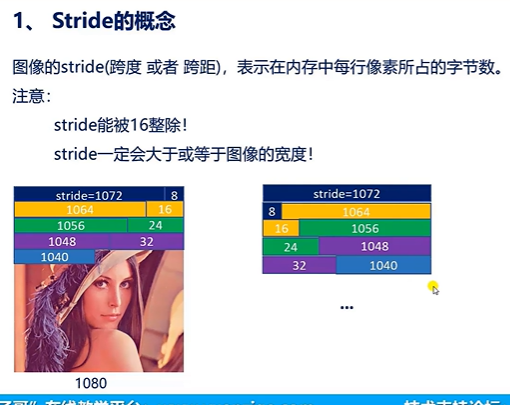 1、 Stride的概念
图像的stride(跨度 或者 跨距)，表示在内存中每行像素所占的字节数。
注意：
stride能被16整除！
stride一定会大于或等于图像的宽度！
stride=1072 8
1064 16
1056 24
1048 32
1040
1080
stride=1072
8 1064
16 1056
24 1048
32 1040
...